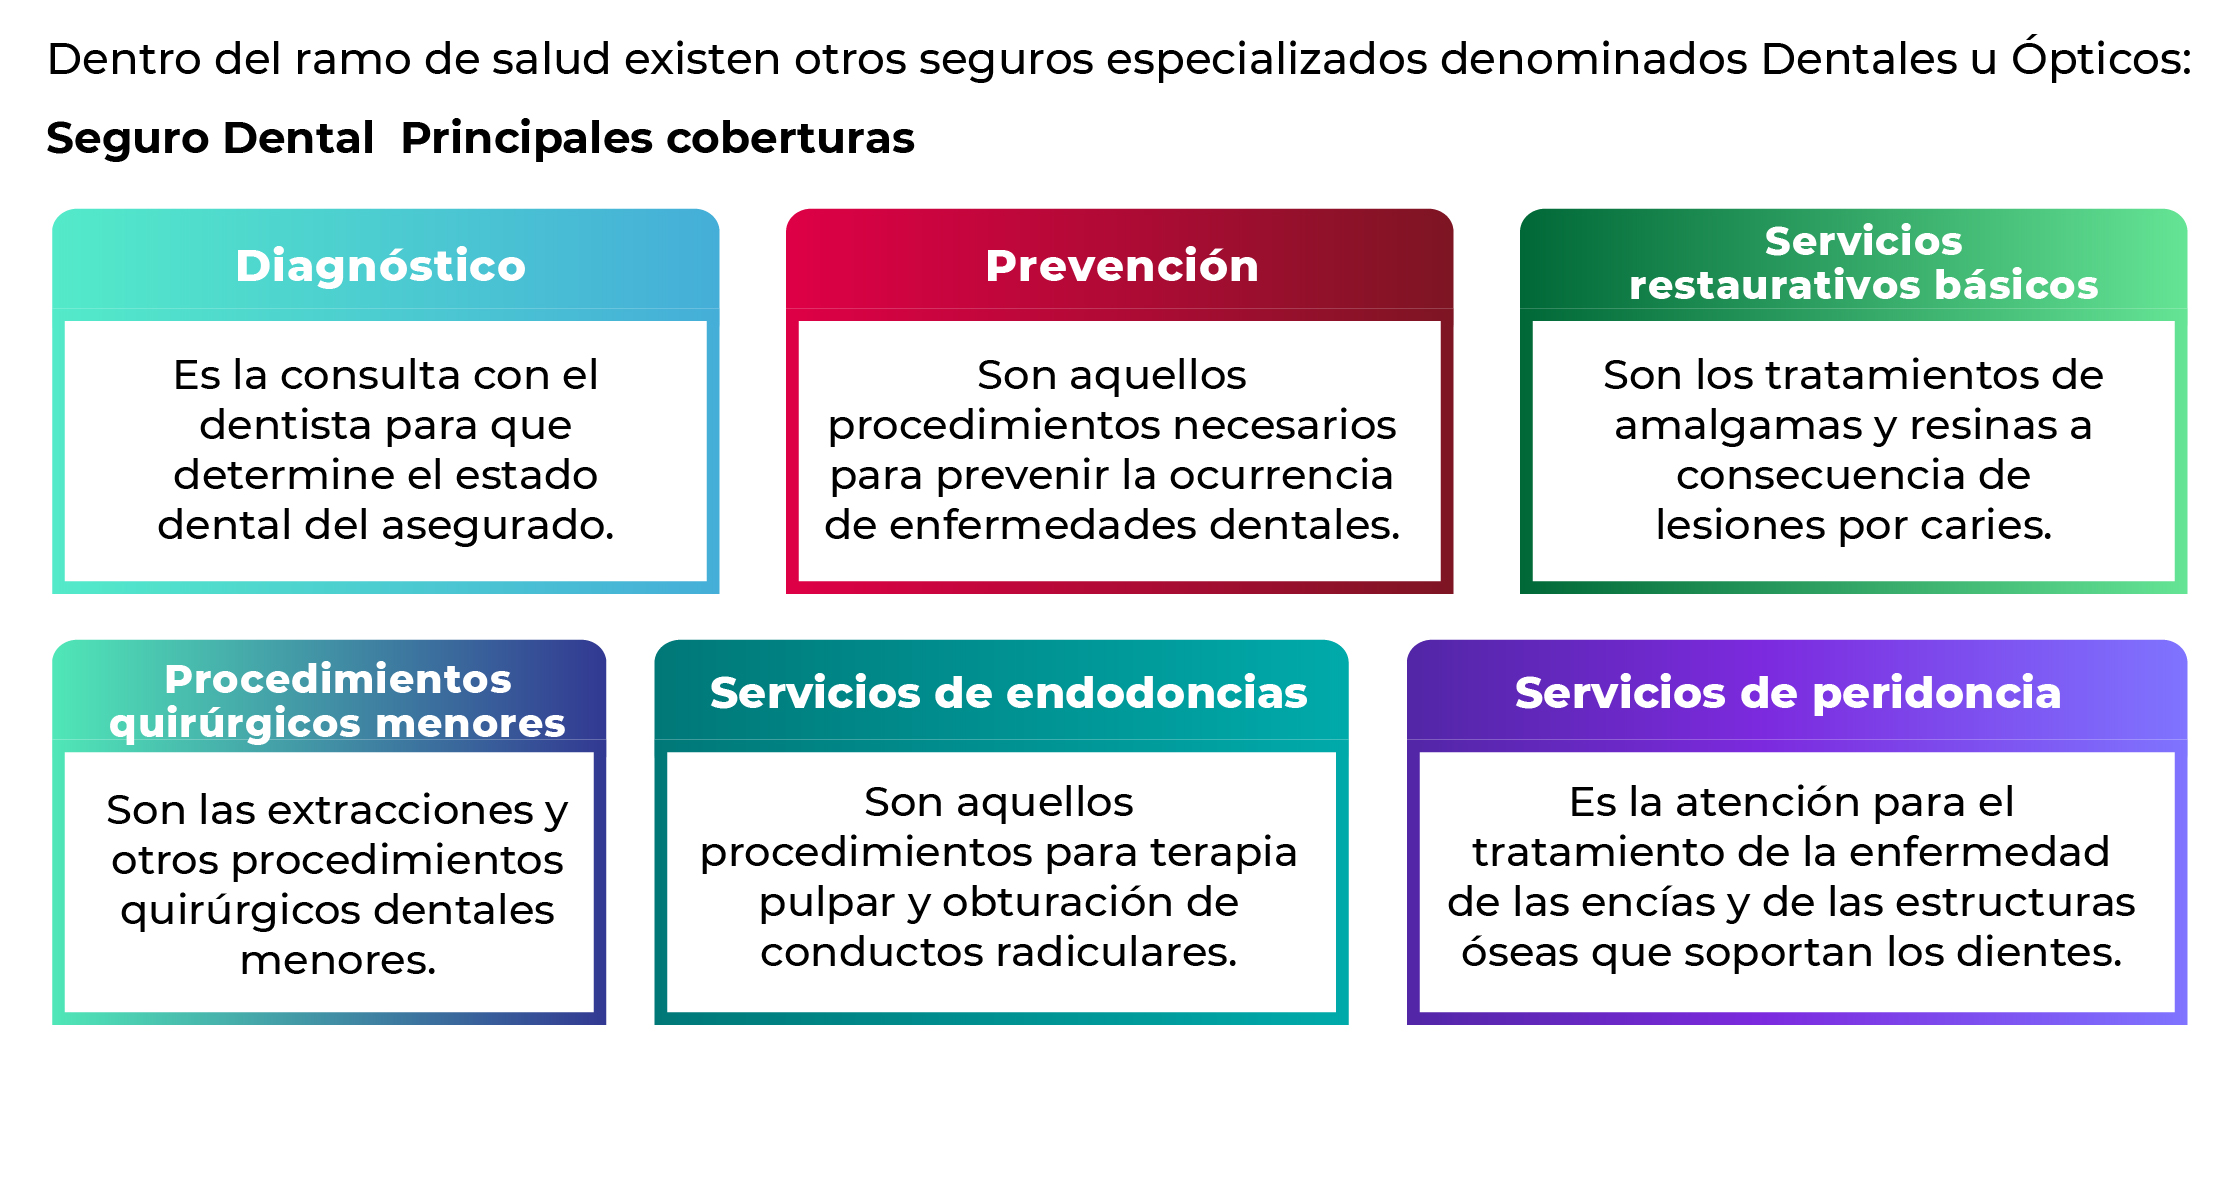 Dentro del ramo de salud existen otros seguros especializados denominados Dentales u Ópticos:
Seguro Dental  Principales coberturas
Diagnóstico
Es la consulta con el
dentista para que
determine el estado
dental del asegurado.
Prevención
Son aquellos
procedimientos necesarios
para prevenir la ocurrencia
de enfermedades dentales.
Servicios
restaurativos básicos
Son los tratamientos de
amalgamas y resinas a
consecuencia de
lesiones por caries.
Procedimientos
quirúrgicos menores
Son las extracciones y
otros procedimientos
quirúrgicos dentales
menores.
Servicios de endodoncias
Son aquellos
procedimientos para terapia
pulpar y obturación de
conductos radiculares.
Servicios de peridoncia
Es la atención para el
tratamiento de la enfermedad
de las encías y de las estructuras
óseas que soportan los dientes.